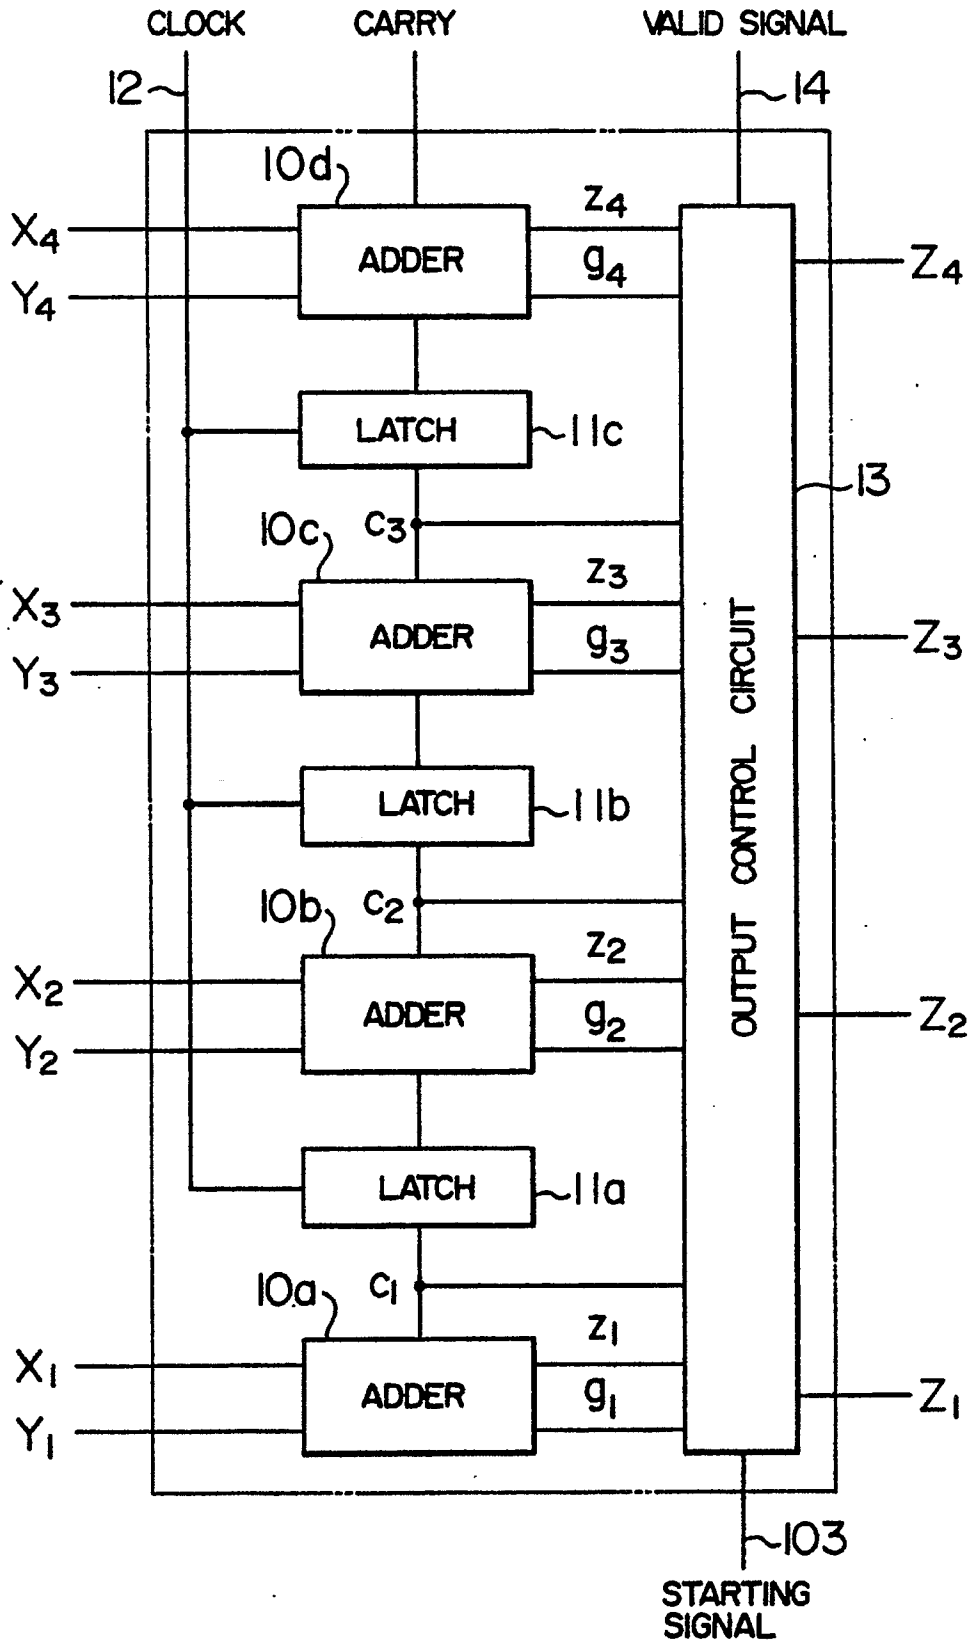 CLOCK CARRY VALID SIGNAL
12 14
10d
X4 z4
ADDER Z4
Y4 g4
LATCH 11c
13
10c c3
X3 z3
ADDER Z3
Y3 g3
LATCH 11b
OUTPUT CONTROL CIRCUIT
10b c2
X2 z2
ADDER Z2
Y2 g2
LATCH 11a
10a c1
X1 z1
ADDER Z1
Y1 g1
103
STARTING
SIGNAL